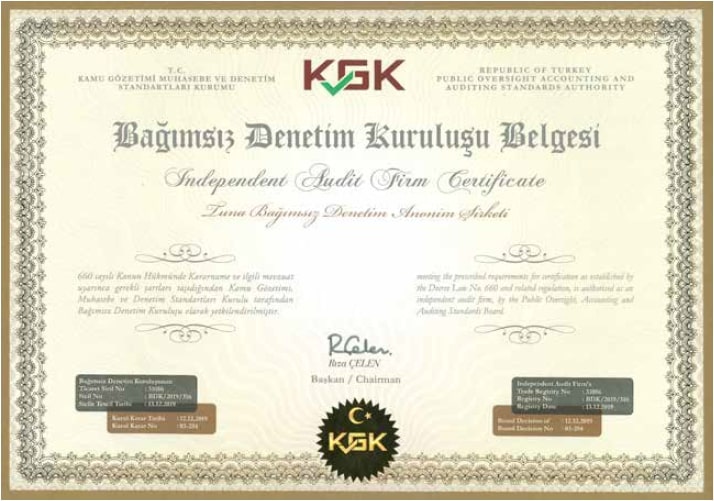 T.C.
KAMU GÖZETİMİ MUHASEBE VE DENETİM
STANDARTLARI KURUMU
KGK
REPUBLIC OF TURKEY
PUBLIC OVERSIGHT ACCOUNTING AND
AUDITING STANDARDS AUTHORITY
Bağımsız Denetim Kuruluşu Belgesi
Independent Audit Firm Certificate
Tuna Bağımsız Denetim Anonim Şirketi
660 sayılı Kanun Hükmünde Kararname ve ilgili mevzuat
uyarınca gerekli şartları taşıdığından Kamu Gözetimi,
Muhasebe ve Denetim Standartları Kurulu tarafından
Bağımsız Denetim Kuruluşu olarak yetkilendirilmiştir.
meeting the prescribed requirements for certification as established by
the Decree Law No. 660 and related regulation, is authorised as an
independent audit firm, by the Public Oversight, Accounting and
Auditing Standards Board.
Rıza ÇELEN
Başkan / Chairman
Bağımsız Denetim Kuruluşunun
Ticaret Sicil No :
Sicil No : BDK/2019/316
Sicile Tescil Tarihi : 13.12.2019
Kurul Karar Tarihi : 12.12.2019
Kurul Karar No : 03-204
Independent Audit Firm's
Trade Registry No :
Registry No : BDK/2019/316
Registry Date : 13.12.2019
Board Decision of : 12.12.2019
Board Decision No : 03-204
KGK